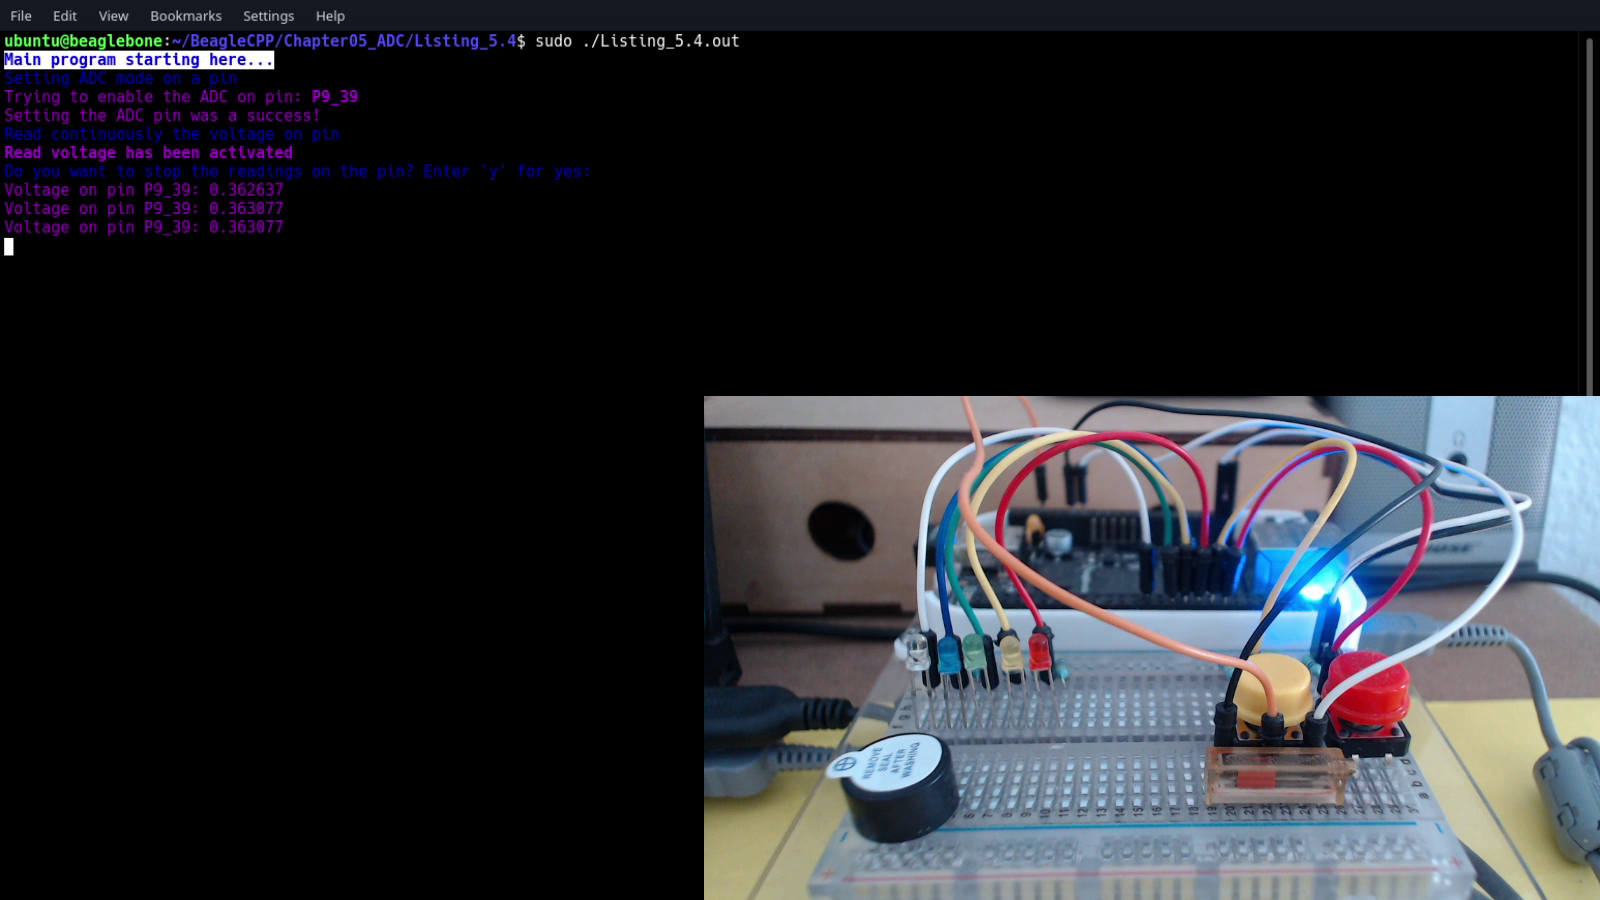 File Edit View Bookmarks Settings Help
ubuntu@beaglebone:~/BeagleCPP/Chapter05_ADC/Listing_5.4$ sudo ./Listing_5.4.out
Main program starting here...
Setting ADC mode on a pin
Trying to enable the ADC on pin: P9_39
Setting the ADC pin was a success!
Read continuously the voltage on pin
Read voltage has been activated
Do you want to stop the readings on the pin? Enter 'y' for yes:
Voltage on pin P9_39: 0.362637
Voltage on pin P9_39: 0.363077
Voltage on pin P9_39: 0.363077
REMOVE
SEAL
AFTER
WASHING